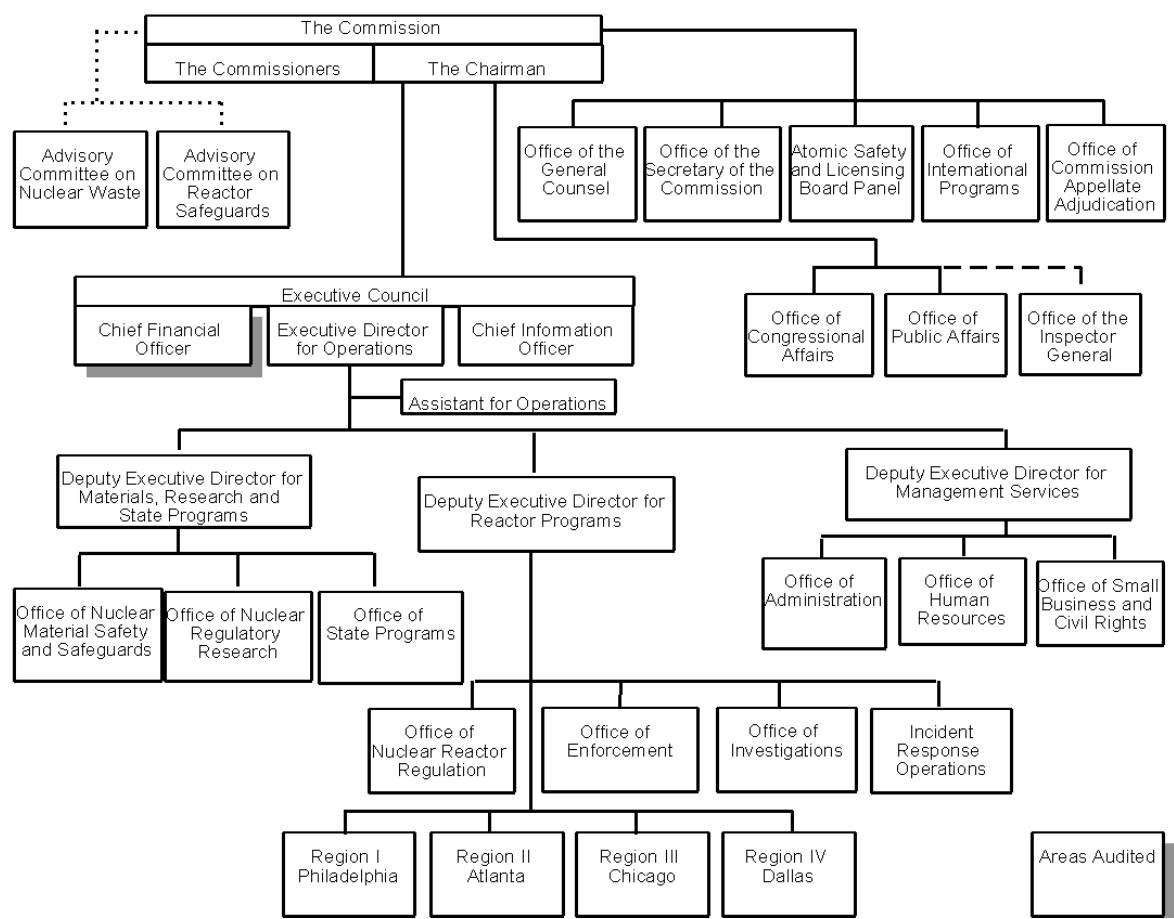 The Commission
The Commissioners
The Chairman
Advisory
Committee on
Nuclear Waste
Advisory
Committee on
Reactor
Safeguards
Office of the
General
Counsel
Office of the
Secretary of the
Commission
Atomic Safety
and Licensing
Board Panel
Office of
International
Programs
Office of
Commission
Appellate
Adjudication
Executive Council
Chief Financial
Officer
Executive Director
for Operations
Chief Information
Officer
Office of
Congressional
Affairs
Office of
Public Affairs
Office of the
Inspector
General
Assistant for Operations
Deputy Executive Director for
Materials, Research and
State Programs
Deputy Executive Director for
Reactor Programs
Deputy Executive Director for
Management Services
Office of Nuclear
Material Safety
and Safeguards
Office of Nuclear
Regulatory
Research
Office of
State Programs
Office of
Administration
Office of
Human
Resources
Office of Small
Business and
Civil Rights
Office of
Nuclear Reactor
Regulation
Office of
Enforcement
Office of
Investigations
Incident
Response
Operations
Region I
Philadelphia
Region II
Atlanta
Region III
Chicago
Region IV
Dallas
Areas Audited